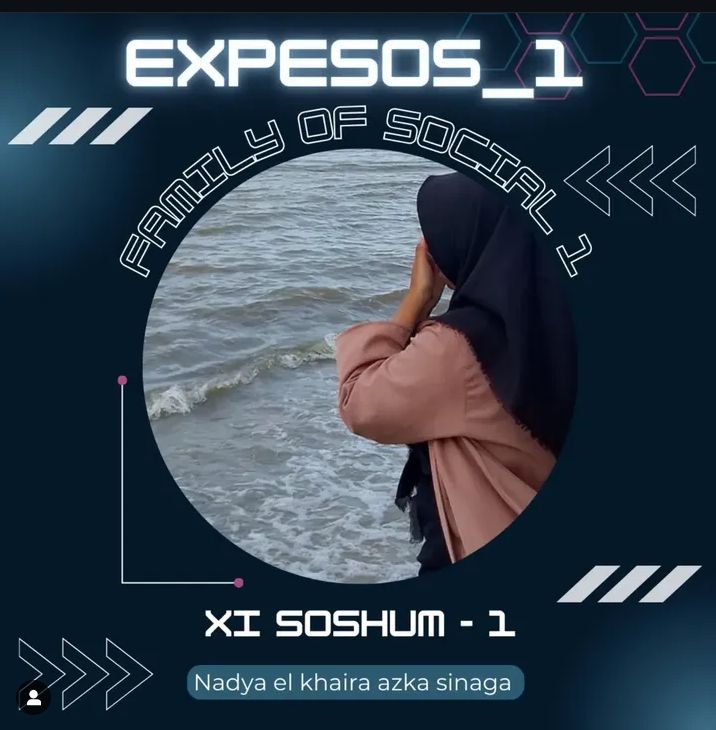 EXPESOS_1
FAMILY OF SOCIAL 1
XI SOSHUM - 1
Nadya el khaira azka sinaga